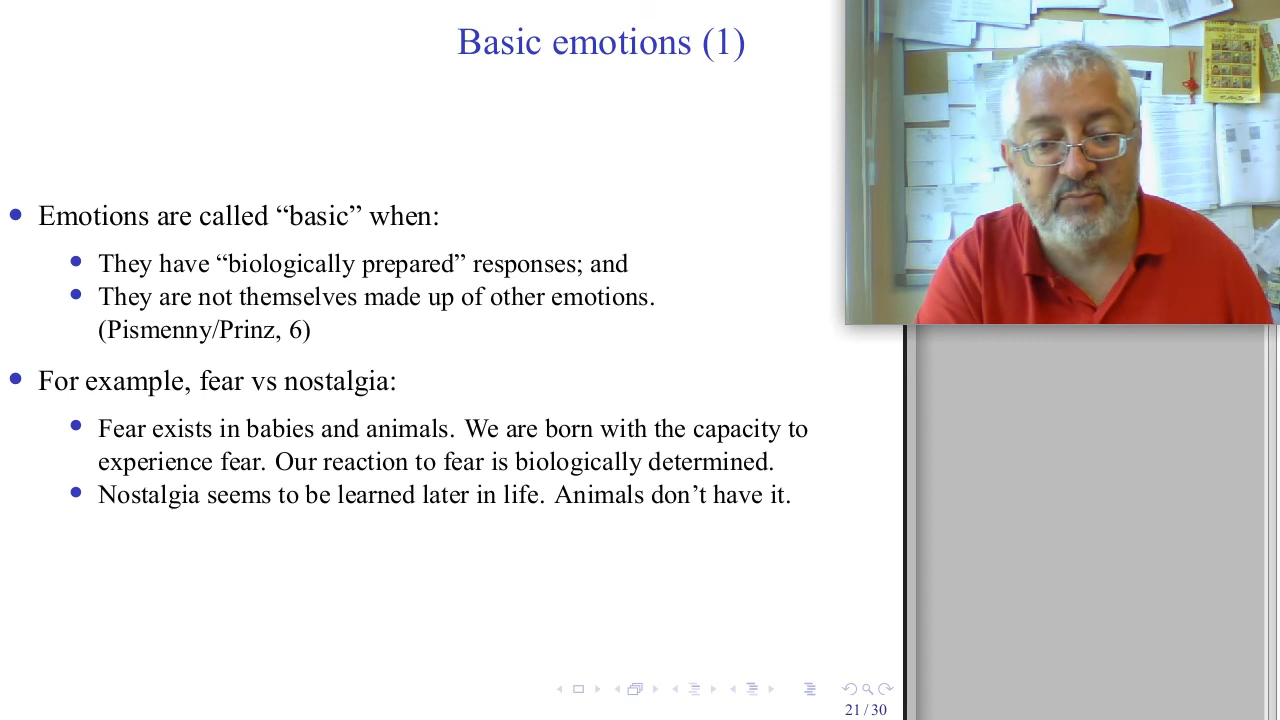 Basic emotions (1)
Emotions are called “basic” when:
They have “biologically prepared” responses; and
They are not themselves made up of other emotions.
(Pismenny/Prinz, 6)
For example, fear vs nostalgia:
Fear exists in babies and animals. We are born with the capacity to
experience fear. Our reaction to fear is biologically determined.
Nostalgia seems to be learned later in life. Animals don’t have it.
21 / 30